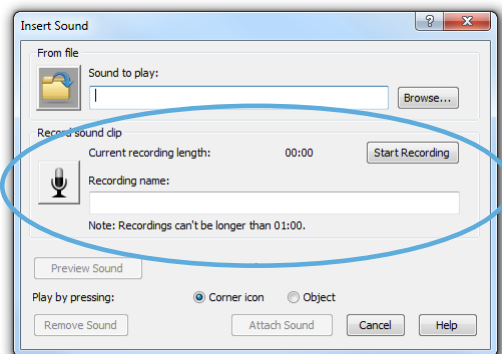 Insert Sound
From file
Sound to play:
Browse...
Record sound clip
Current recording length: 00:00 Start Recording
Recording name:
Note: Recordings can't be longer than 01:00.
Preview Sound
Play by pressing: Corner icon Object
Remove Sound Attach Sound Cancel Help